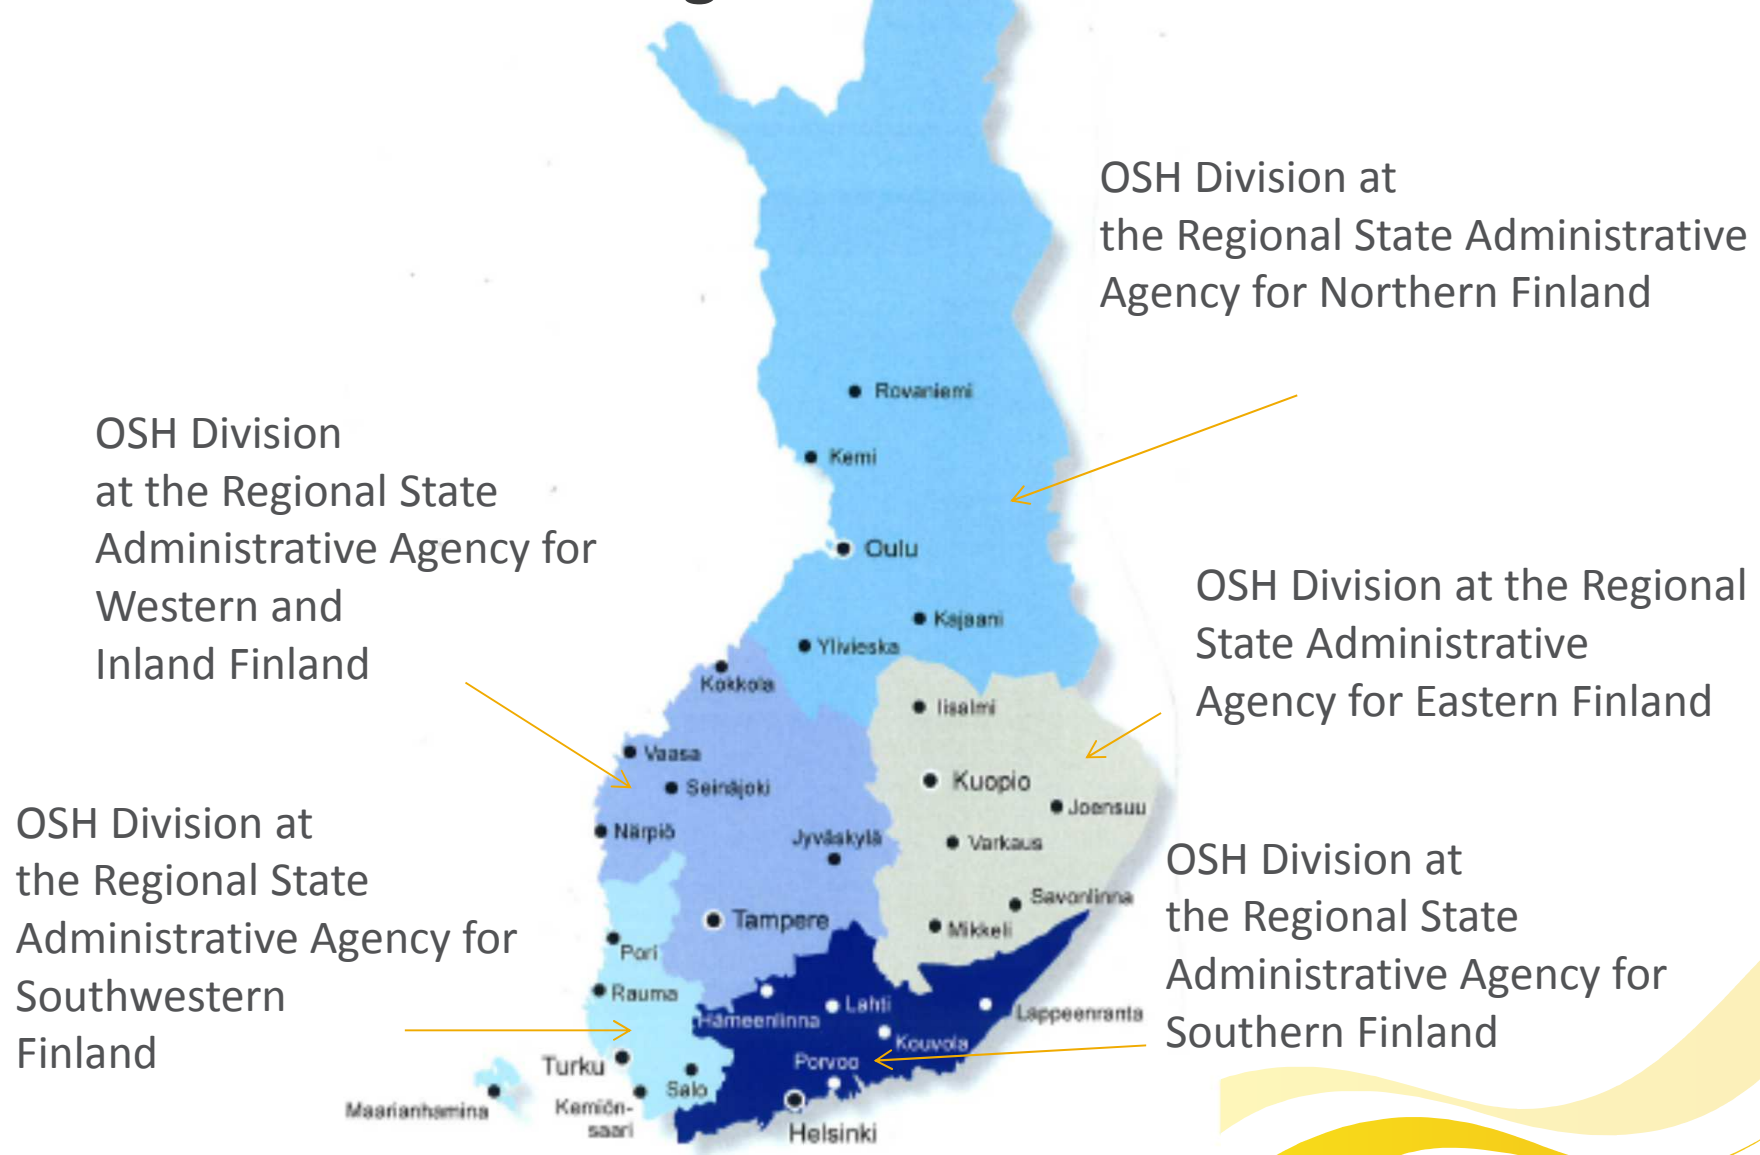 OSH Division at
the Regional State Administrative
Agency for Northern Finland
OSH Division
at the Regional State
Administrative Agency for
Western and
Inland Finland
OSH Division at the Regional
State Administrative
Agency for Eastern Finland
OSH Division at
the Regional State
Administrative Agency for
Southwestern
Finland
OSH Division at
the Regional State
Administrative Agency for
Southern Finland
Rovaniemi
Kemi
Oulu
Kajaani
Ylivieska
Kokkola
Iisalmi
Vaasa
Seinäjoki
Kuopio
Joensuu
Närpiö
Jyväskylä
Varkaus
Savonlinna
Tampere
Mikkeli
Pori
Rauma
Hämeenlinna
Lahti
Lappeenranta
Kouvola
Turku
Porvoo
Salo
Maarianhamina
Kemiön-
saari
Helsinki